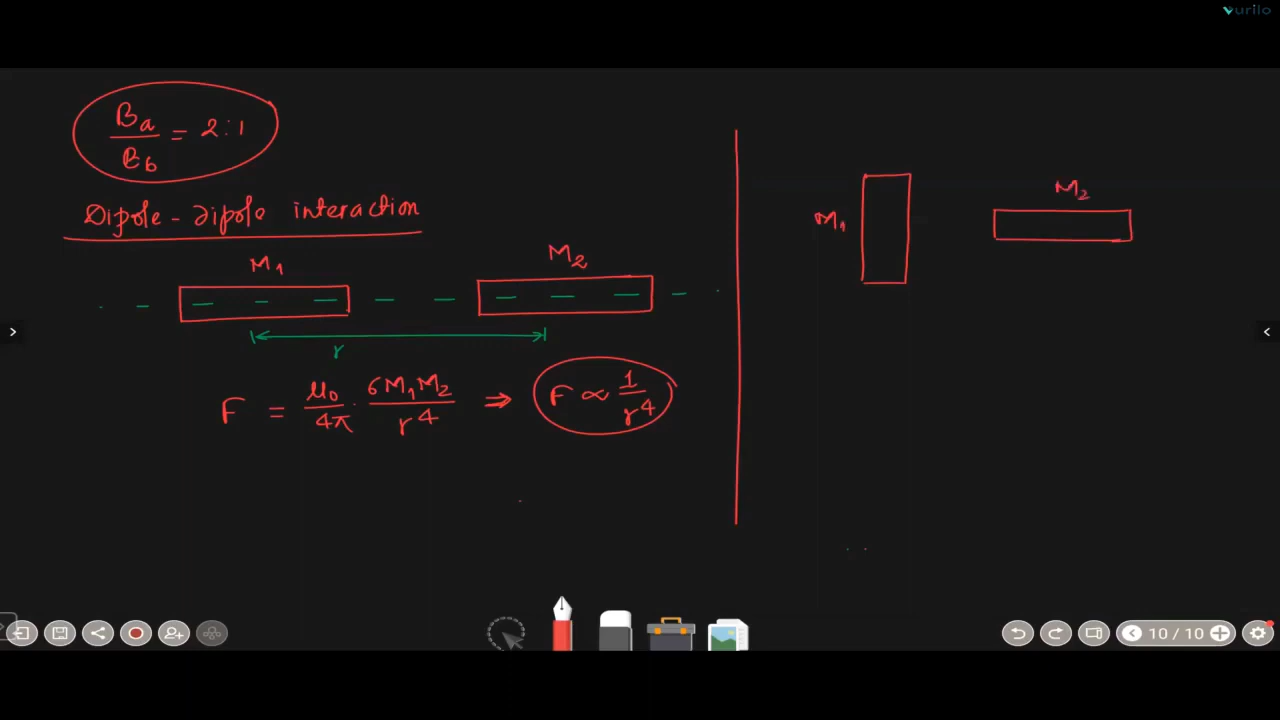 vurilo
Ba/Bb = 2:1
Dipole - dipole interaction
M₁ M₂
r
F = μ₀/4π · 6M₁M₂/r⁴ ⇒ F ∝ 1/r⁴
M₁ M₂
10 / 10